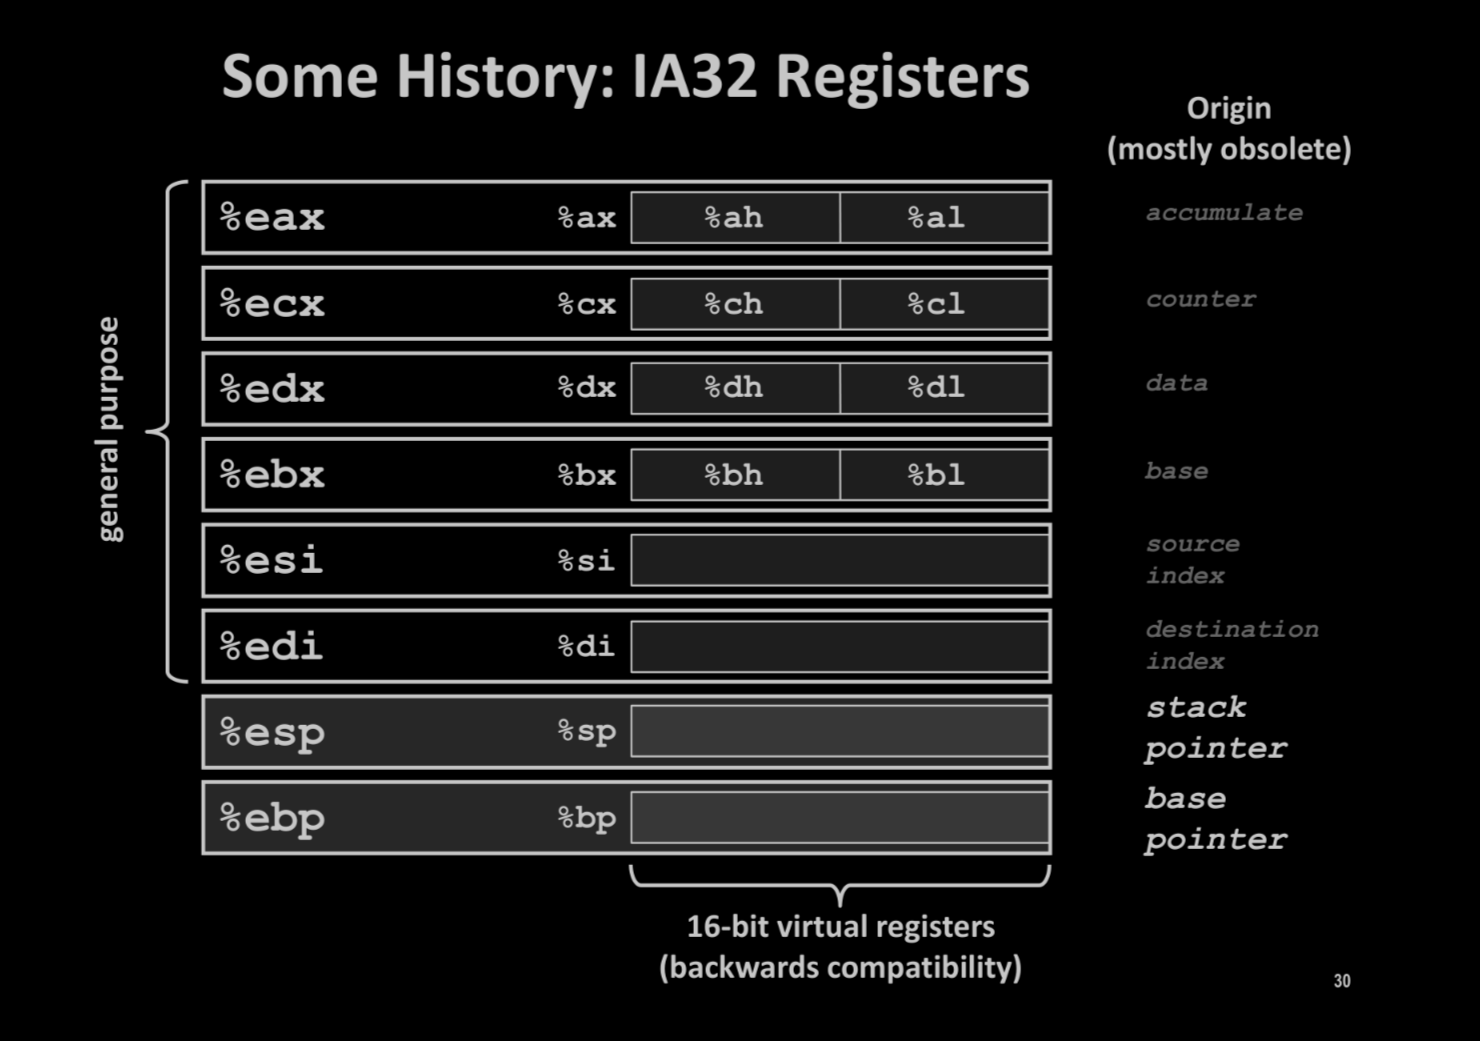 Some History: IA32 Registers
Origin
(mostly obsolete)
general purpose
%eax %ax %ah %al accumulate
%ecx %cx %ch %cl counter
%edx %dx %dh %dl data
%ebx %bx %bh %bl base
%esi %si source
index
%edi %di destination
index
%esp %sp stack
pointer
%ebp %bp base
pointer
16-bit virtual registers
(backwards compatibility)
30